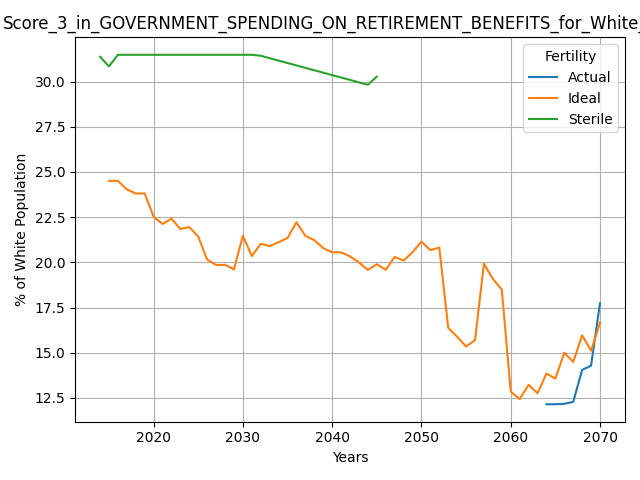 Score_3_in_GOVERNMENT_SPENDING_ON_RETIREMENT_BENEFITS_for_White_
Fertility
Actual
Ideal
Sterile
% of White Population
30.0
27.5
25.0
22.5
20.0
17.5
15.0
12.5
2020 2030 2040 2050 2060 2070
Years